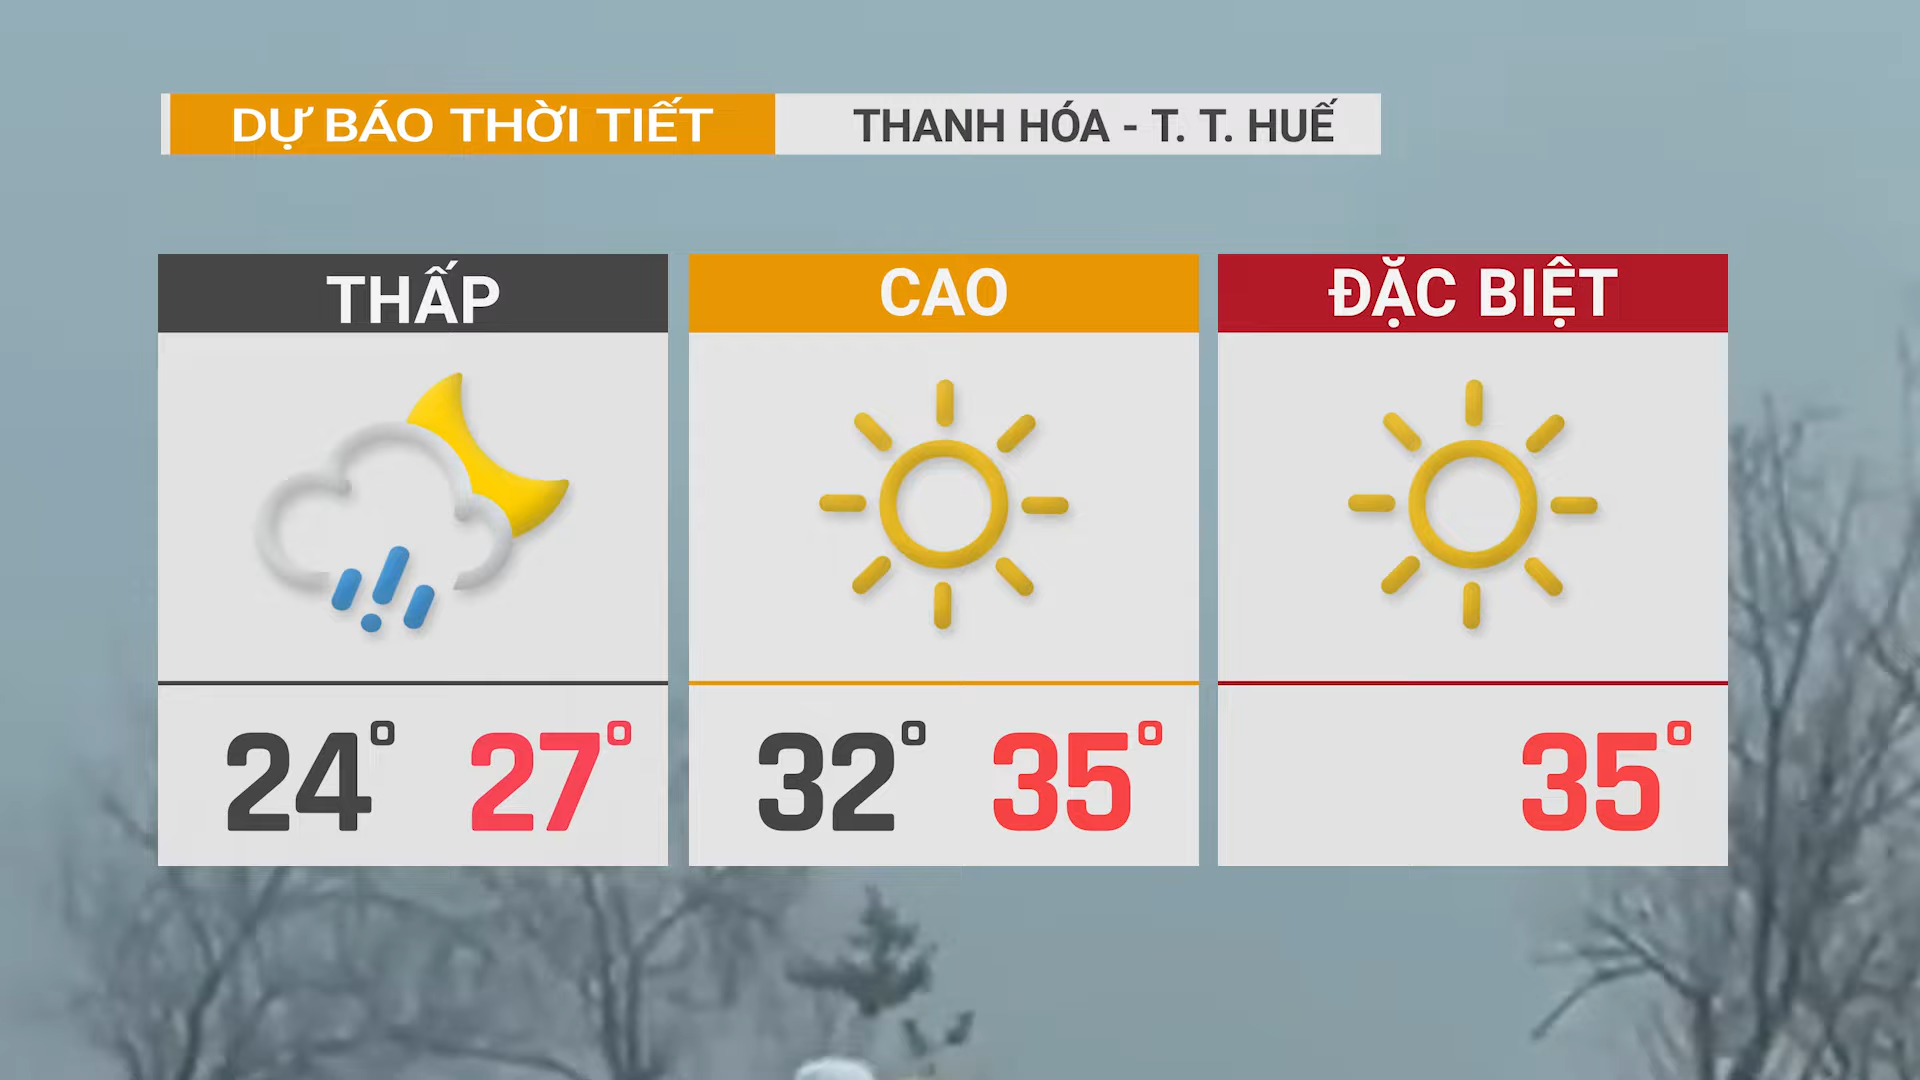 DỰ BÁO THỜI TIẾT
THANH HÓA - T. T. HUẾ
THẤP
CAO
ĐẶC BIỆT
24° 27°
32° 35°
35°